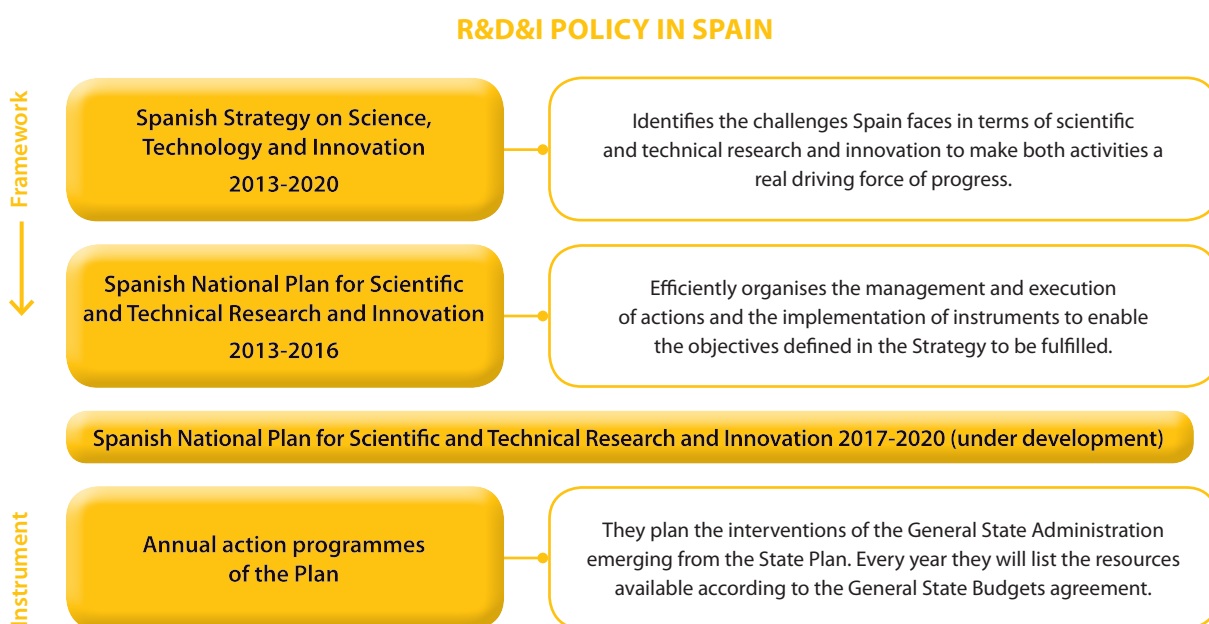 R&D&I POLICY IN SPAIN
Framework
Spanish Strategy on Science,
Technology and Innovation
2013-2020
Identifies the challenges Spain faces in terms of scientific
and technical research and innovation to make both activities a
real driving force of progress.
Spanish National Plan for Scientific
and Technical Research and Innovation
2013-2016
Efficiently organises the management and execution
of actions and the implementation of instruments to enable
the objectives defined in the Strategy to be fulfilled.
Spanish National Plan for Scientific and Technical Research and Innovation 2017-2020 (under development)
Instrument
Annual action programmes
of the Plan
They plan the interventions of the General State Administration
emerging from the State Plan. Every year they will list the resources
available according to the General State Budgets agreement.